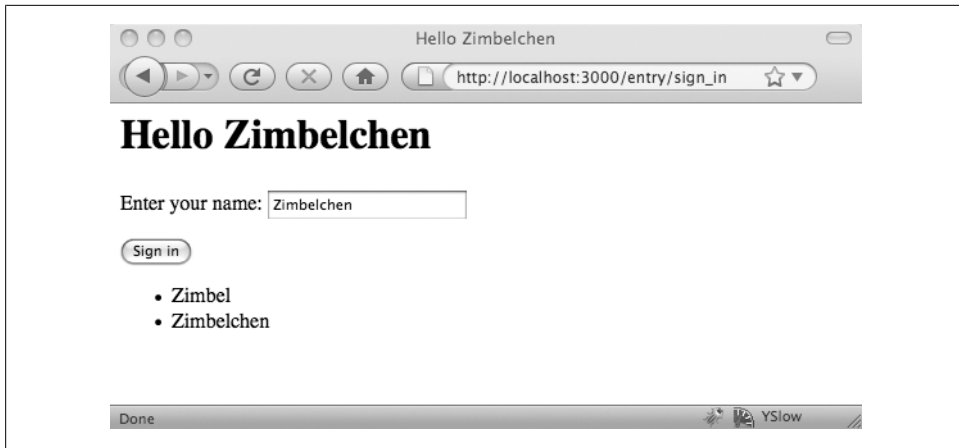 Hello Zimbelchen
http://localhost:3000/entry/sign_in
Hello Zimbelchen
Enter your name: Zimbelchen
Sign in
• Zimbel
• Zimbelchen
Done YSlow